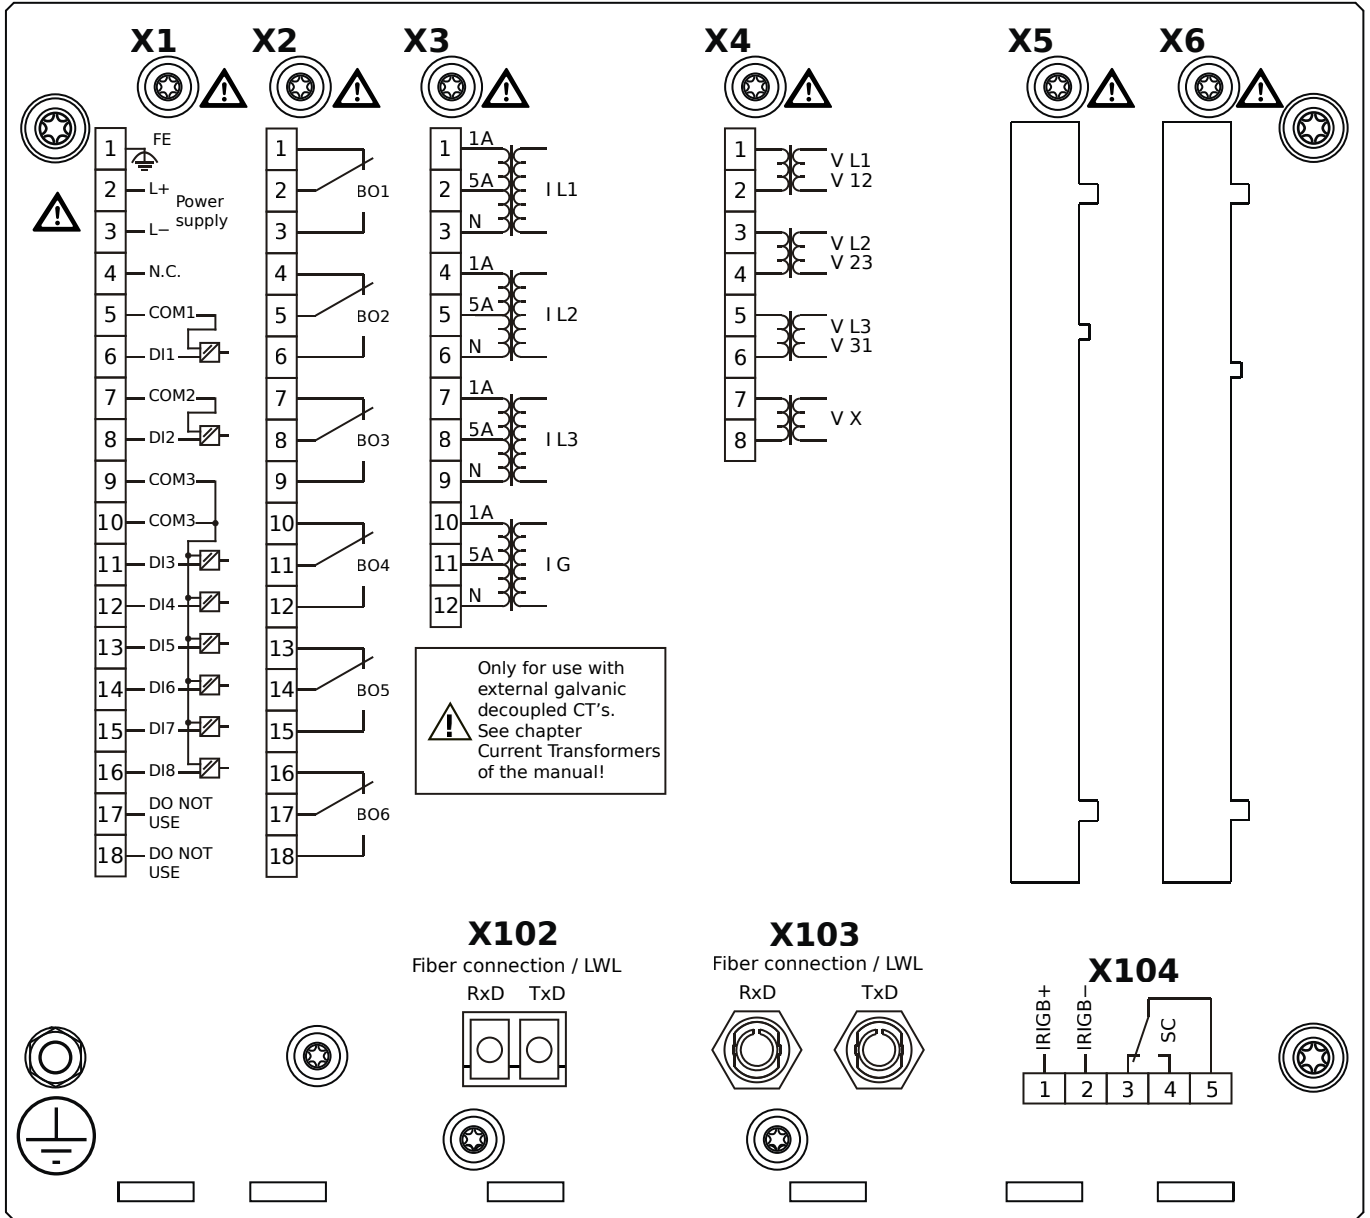 X1
X2
X3
X4
X5
X6
1
FE
2
L+
Power
supply
3
L−
4
N.C.
5
COM1
6
DI1
7
COM2
8
DI2
9
COM3
10
COM3
11
DI3
12
DI4
13
DI5
14
DI6
15
DI7
16
DI8
17
DO NOT
USE
18
DO NOT
USE
1
2
BO1
3
4
5
BO2
6
7
8
BO3
9
10
11
BO4
12
13
14
BO5
15
16
17
BO6
18
1
1A
2
5A
I L1
3
N
4
1A
5
5A
I L2
6
N
7
1A
8
5A
I L3
9
N
10
1A
11
5A
I G
12
N
Only for use with
external galvanic
decoupled CT's.
See chapter
Current Transformers
of the manual!
1
V L1
2
V 12
3
V L2
4
V 23
5
V L3
6
V 31
7
V X
8
X102
Fiber connection / LWL
RxD TxD
X103
Fiber connection / LWL
RxD TxD
X104
IRIGB+
IRIGB−
SC
1 2 3 4 5